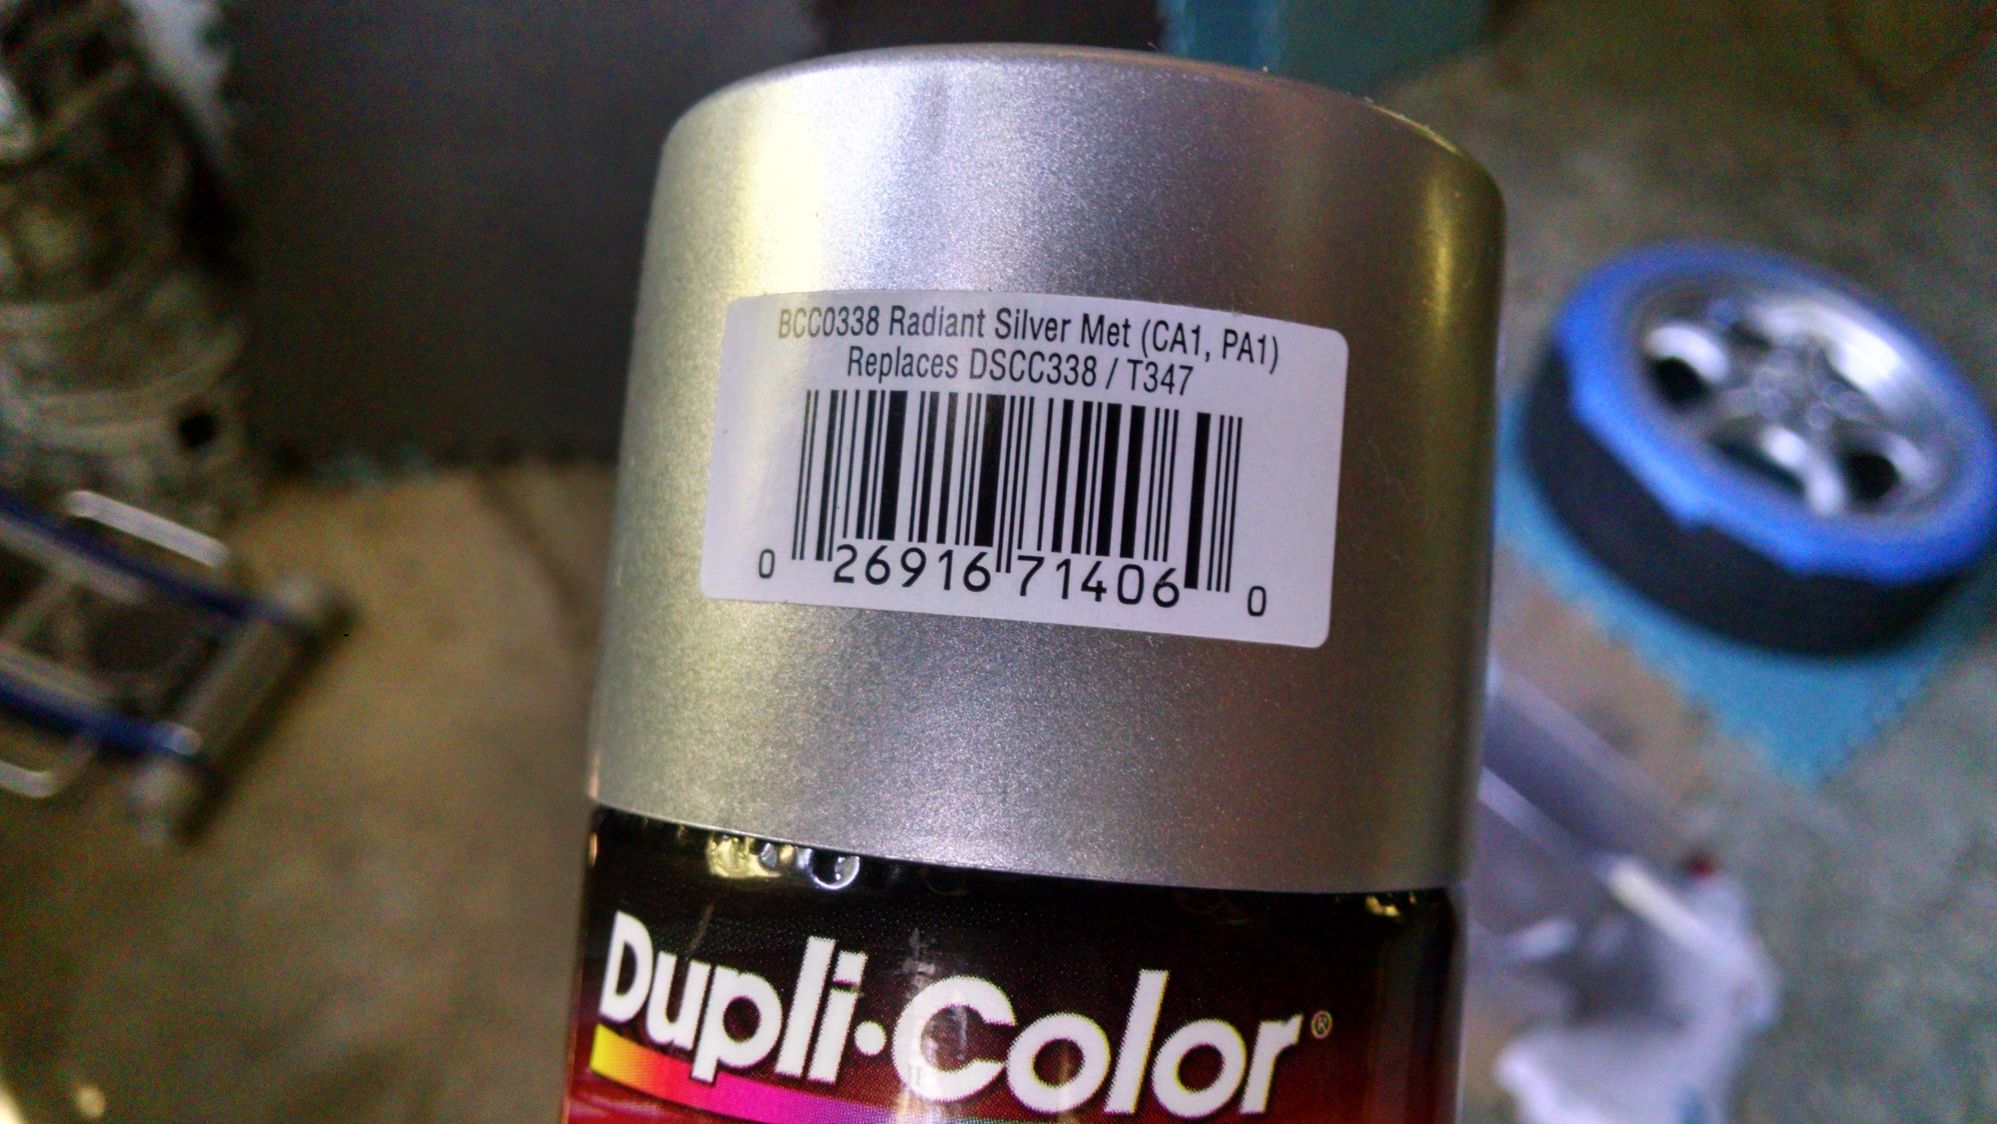 BCC0338 Radiant Silver Met (CA1, PA1)
Replaces DSCC338 / T347
0 26916 71406 0
Dupli•Color®